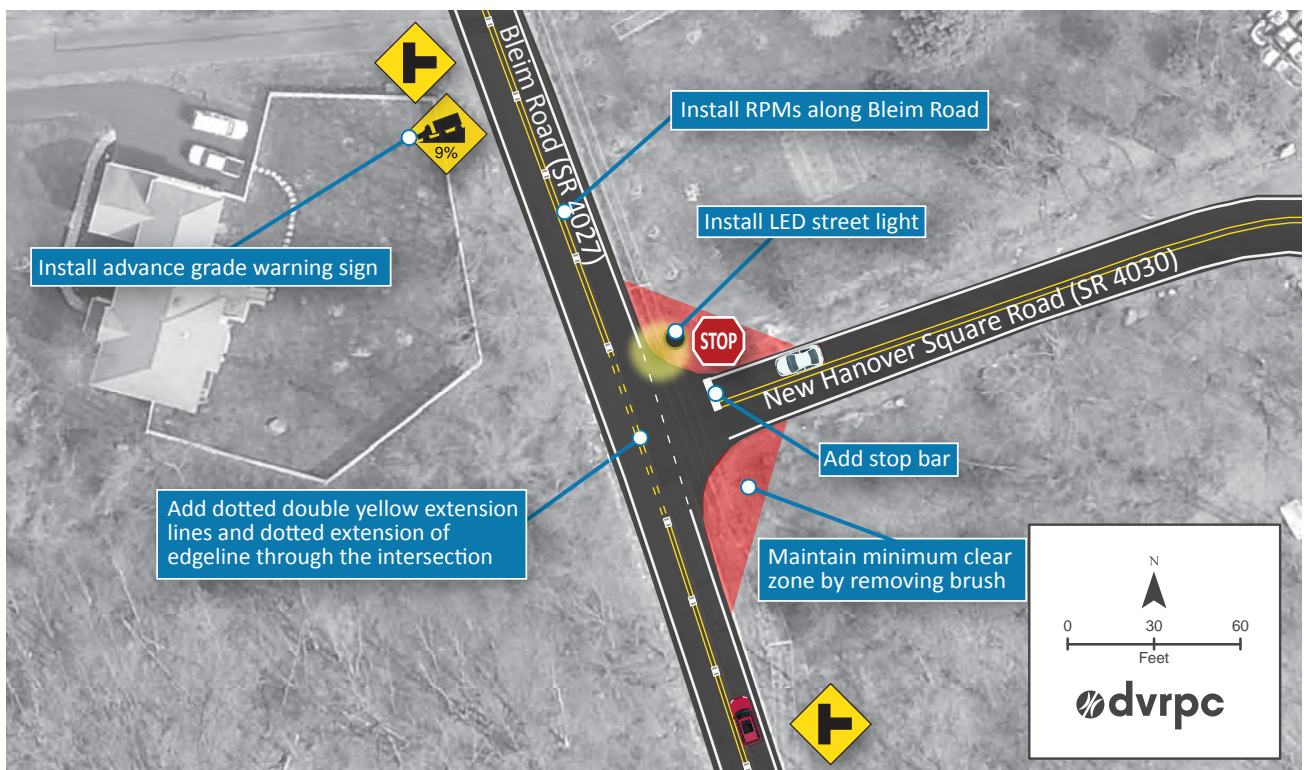 Bleim Road (SR 4027)
9%
Install RPMs along Bleim Road
Install LED street light
Install advance grade warning sign
STOP
New Hanover Square Road (SR 4030)
Add stop bar
Add dotted double yellow extension
lines and dotted extension of
edgeline through the intersection
Maintain minimum clear
zone by removing brush
N
0 30 60
Feet
dvrpc